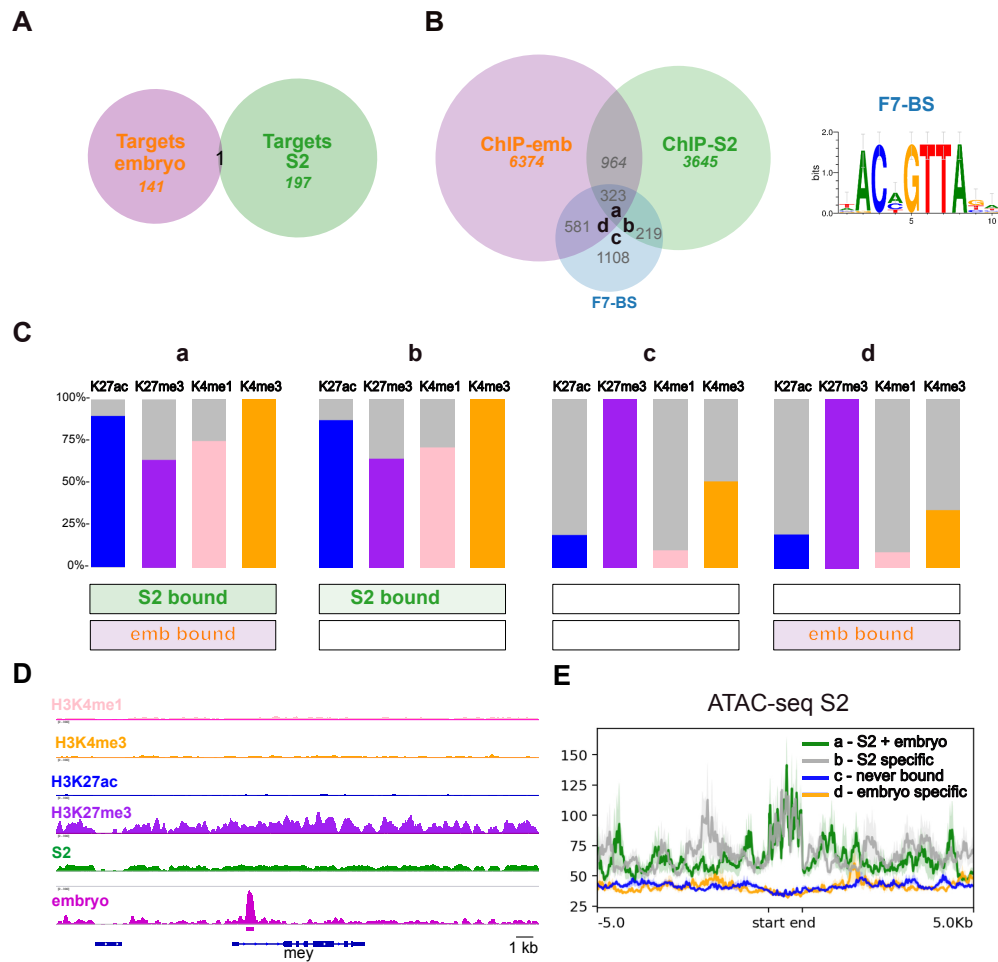 A
Targets
embryo
141
1
Targets
S2
197
B
ChIP-emb
6374
ChIP-S2
3645
964
323
a
d
b
c
581
219
1108
F7-BS
F7-BS
2.0
1.0
0.0
bits
5
10
C
a
b
c
d
K27ac K27me3 K4me1 K4me3
K27ac K27me3 K4me1 K4me3
K27ac K27me3 K4me1 K4me3
K27ac K27me3 K4me1 K4me3
100%-
75%-
50%-
25%-
0%-
S2 bound
S2 bound
emb bound
emb bound
D
H3K4me1
H3K4me3
H3K27ac
H3K27me3
S2
embryo
mey
1 kb
E
ATAC-seq S2
150
125
100
75
50
25
a - S2 + embryo
b - S2 specific
c - never bound
d - embryo specific
-5.0
start end
5.0Kb